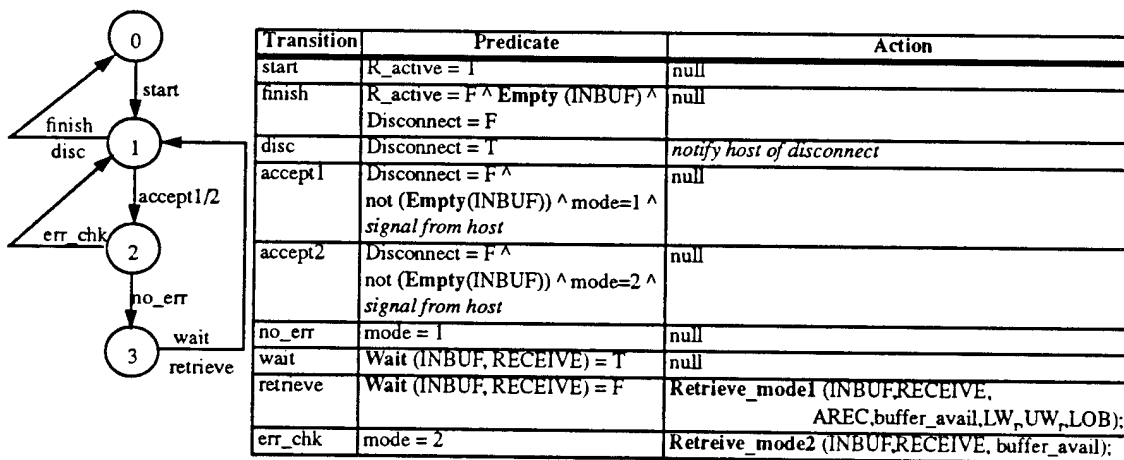 0
start
finish
disc
1
accept1/2
err_chk
2
no_err
3
wait
retrieve
Transition Predicate Action
start R_active = T null
finish R_active = F ^ Empty (INBUF) ^ null
Disconnect = F
disc Disconnect = T notify host of disconnect
accept1 Disconnect = F ^ null
not (Empty(INBUF)) ^ mode=1 ^
signal from host
accept2 Disconnect = F ^ null
not (Empty(INBUF)) ^ mode=2 ^
signal from host
no_err mode = 1 null
wait Wait (INBUF, RECEIVE) = T null
retrieve Wait (INBUF, RECEIVE) = F Retrieve_mode1 (INBUF,RECEIVE,
AREC,buffer_avail,LWr,UWr,LOB);
err_chk mode = 2 Retreive_mode2 (INBUF,RECEIVE, buffer_avail);